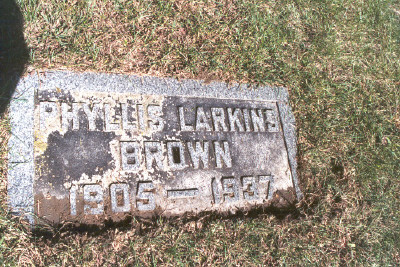 PHYLLIS LARKINS
BROWN
1905 — 1937